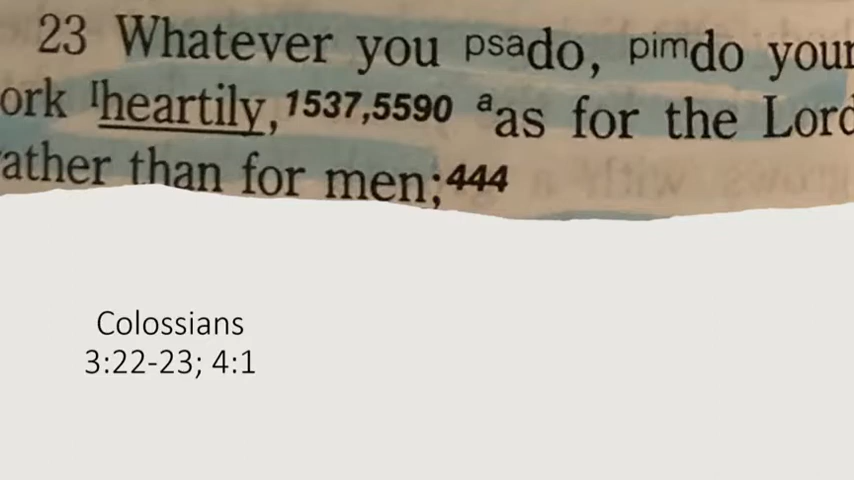 23 Whatever you psado, pimdo your
ork lheartily,1537,5590 aas for the Lord
ather than for men;444
Colossians
3:22-23; 4:1